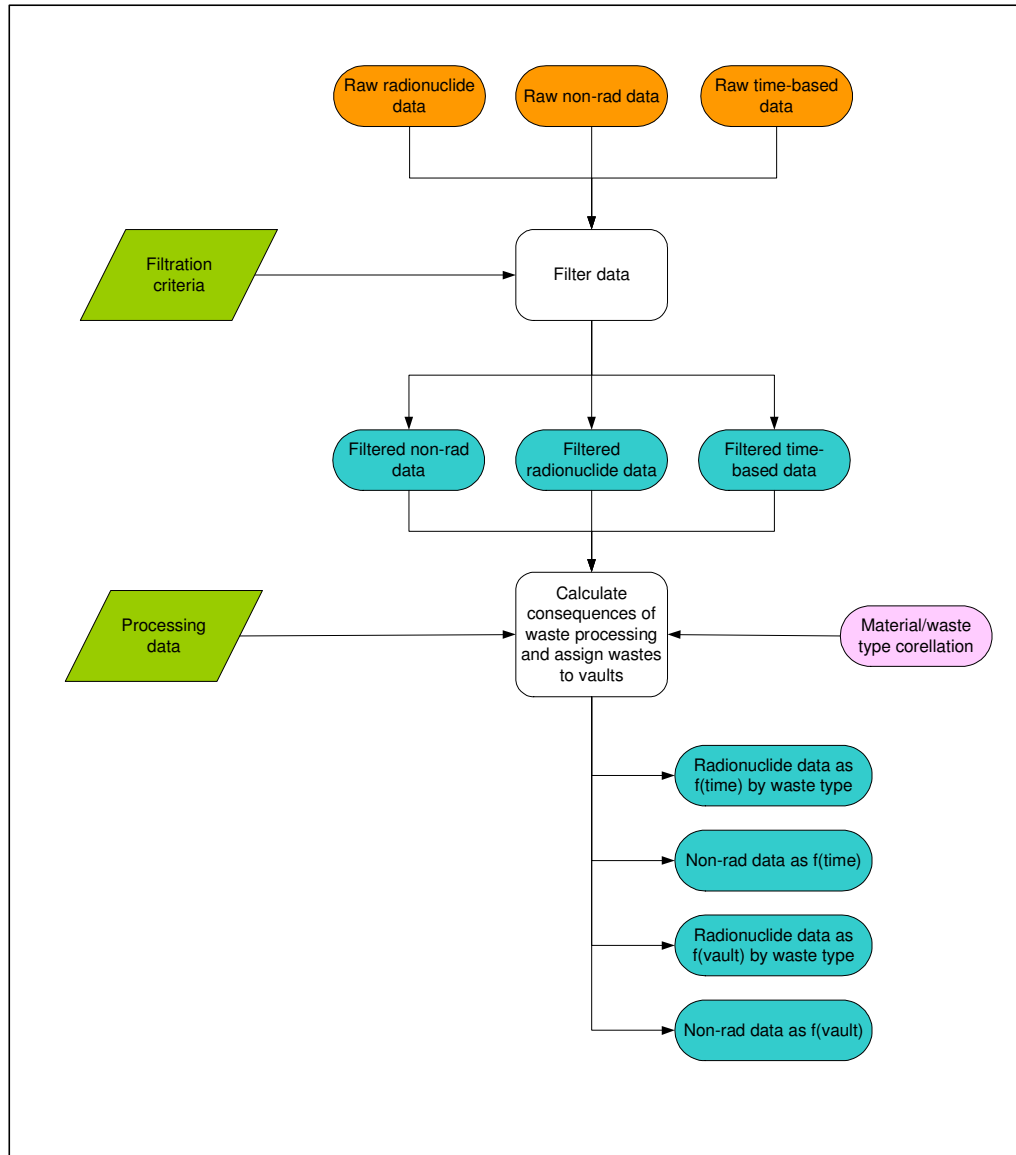 Raw radionuclide
data
Raw non-rad data
Raw time-based
data
Filtration
criteria
Filter data
Filtered non-rad
data
Filtered
radionuclide data
Filtered time-
based data
Processing
data
Calculate
consequences of
waste processing
and assign wastes
to vaults
Material/waste
type corellation
Radionuclide data as
f(time) by waste type
Non-rad data as f(time)
Radionuclide data as
f(vault) by waste type
Non-rad data as f(vault)